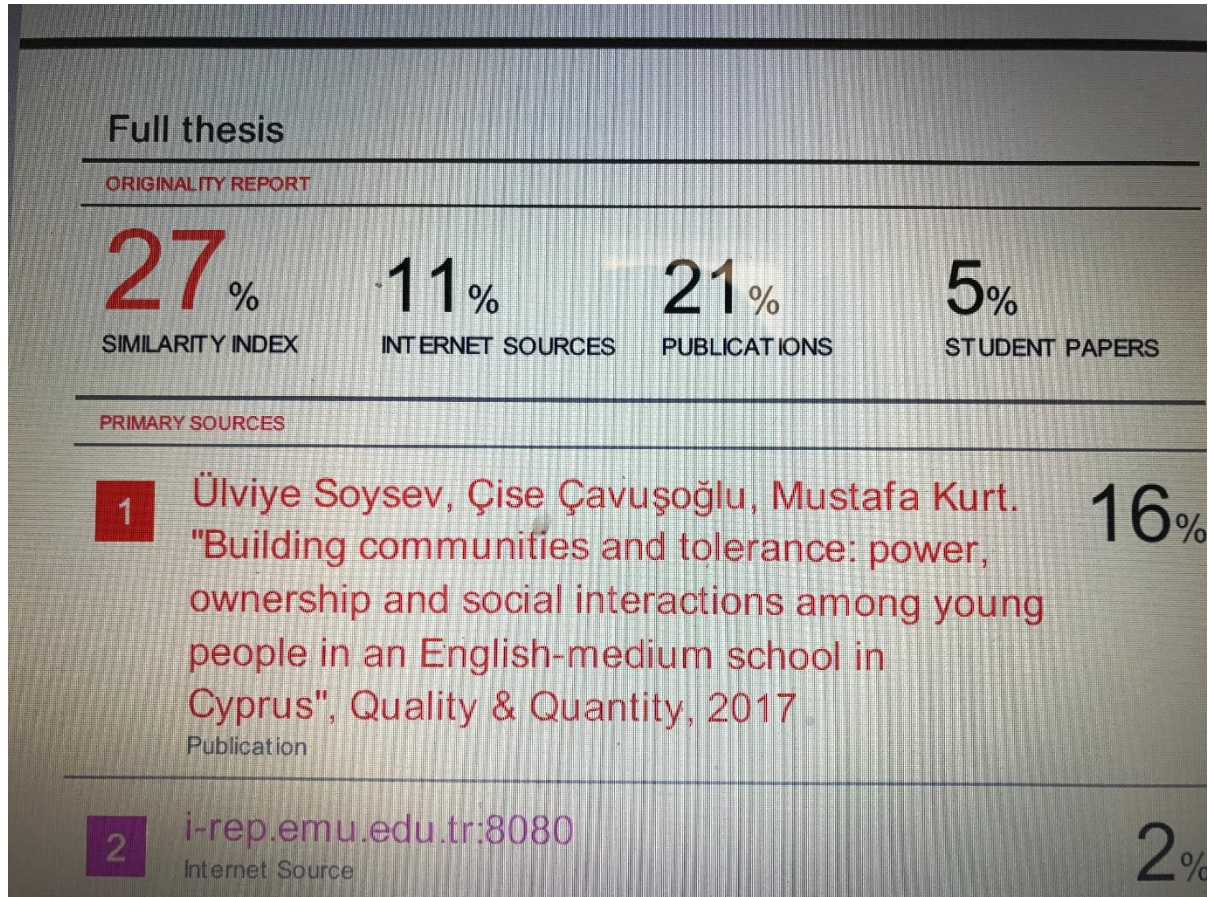 Full thesis
ORIGINALITY REPORT
27% 11% 21% 5%
SIMILARITY INDEX INTERNET SOURCES PUBLICATIONS STUDENT PAPERS
PRIMARY SOURCES
1 Ülviye Soysev, Çise Çavuşoğlu, Mustafa Kurt. 16%
"Building communities and tolerance: power,
ownership and social interactions among young
people in an English-medium school in
Cyprus", Quality & Quantity, 2017
Publication
2 i-rep.emu.edu.tr:8080 2%
Internet Source